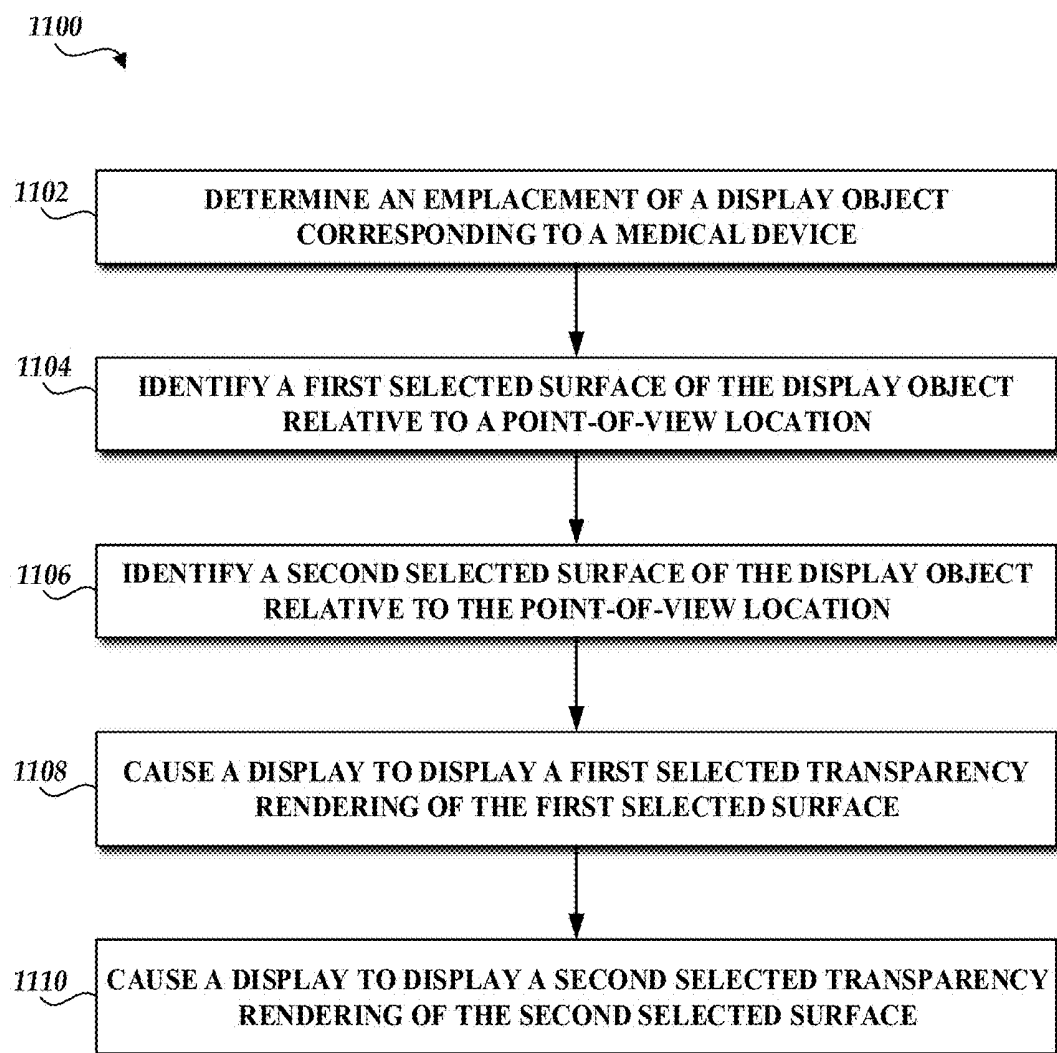 1100
1102
DETERMINE AN EMPLACEMENT OF A DISPLAY OBJECT
CORRESPONDING TO A MEDICAL DEVICE
1104
IDENTIFY A FIRST SELECTED SURFACE OF THE DISPLAY OBJECT
RELATIVE TO A POINT-OF-VIEW LOCATION
1106
IDENTIFY A SECOND SELECTED SURFACE OF THE DISPLAY OBJECT
RELATIVE TO THE POINT-OF-VIEW LOCATION
1108
CAUSE A DISPLAY TO DISPLAY A FIRST SELECTED TRANSPARENCY
RENDERING OF THE FIRST SELECTED SURFACE
1110
CAUSE A DISPLAY TO DISPLAY A SECOND SELECTED TRANSPARENCY
RENDERING OF THE SECOND SELECTED SURFACE